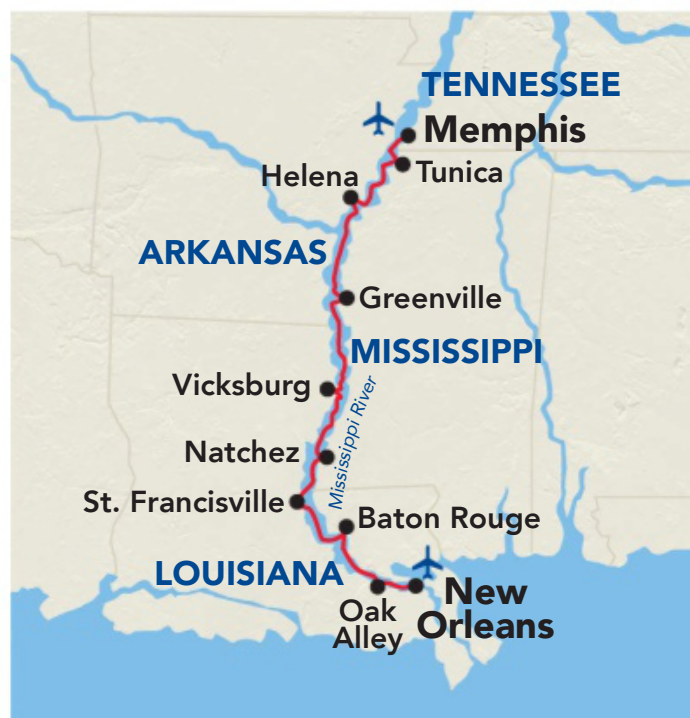 TENNESSEE
Memphis
Tunica
Helena
ARKANSAS
Greenville
MISSISSIPPI
Vicksburg
Mississippi River
Natchez
St. Francisville
Baton Rouge
LOUISIANA
Oak
Alley
New
Orleans